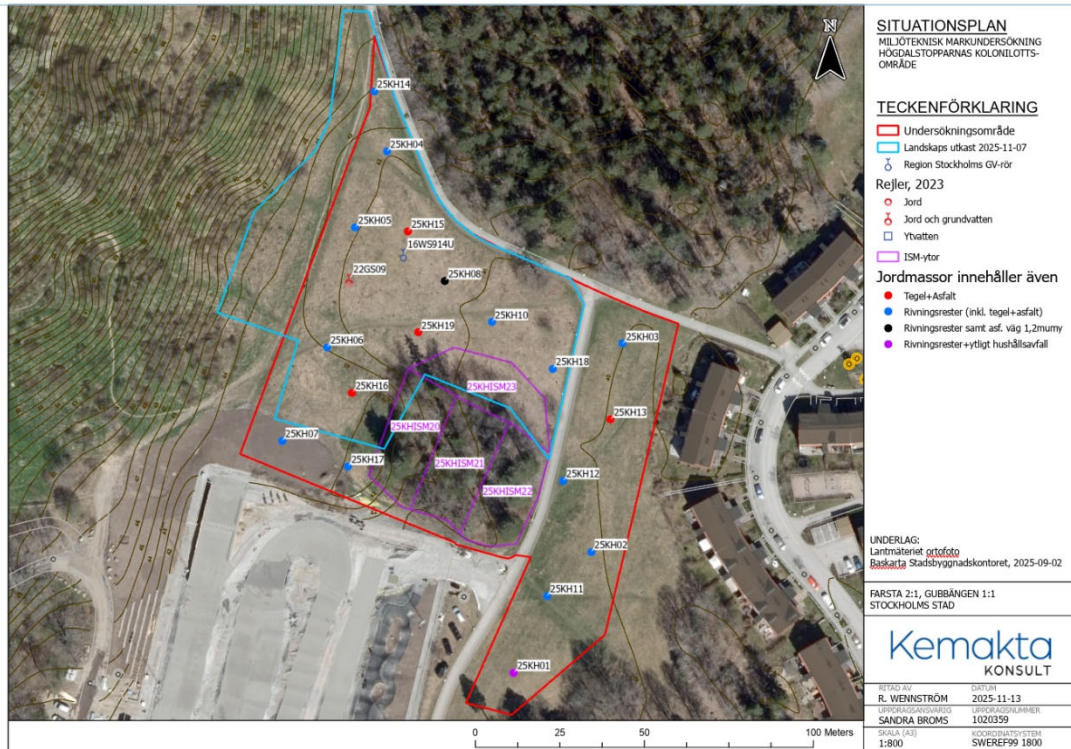 SITUATIONSPLAN
MILJÖTEKNISK MARKUNDERSÖKNING
HÖGDALSTOPPARNAS KOLONILOTTS-
OMRÅDE
TECKENFÖRKLARING
Undersökningsområde
Landskaps utkast 2025-11-07
Region Stockholms GV-rör
Rejler, 2023
Jord
Jord och grundvatten
Ytvatten
ISM-ytor
Jordmassor innehåller även
Tegel+Asfalt
Rivningsrester (inkl. tegel+asfalt)
Rivningsrester samt asf. väg 1,2mumy
Rivningsrester+ytligt hushållsavfall
UNDERLAG:
Lantmäteriet ortofoto
Baskarta Stadsbyggnadskontoret, 2025-09-02
FARSTA 2:1, GUBBÄNGEN 1:1
STOCKHOLMS STAD
Kemakta
KONSULT
RITAD AV
R. WENNSTRÖM
DATUM
2025-11-13
UPPDRAGSANSVARIG
SANDRA BROMS
UPPDRAGSNUMMER
1020359
SKALA (A3)
1:800
KOORDINATSYSTEM
SWEREF99 1800
N
25KH14
25KH04
25KH05
25KH15
16WS914U
22GS09
25KH08
25KH10
25KH19
25KH06
25KH03
25KH18
25KHISM23
25KH16
25KH13
25KHISM20
25KH07
25KH17
25KHISM21
25KH12
25KHISM22
25KH02
25KH11
25KH01
0
25
50
100 Meters